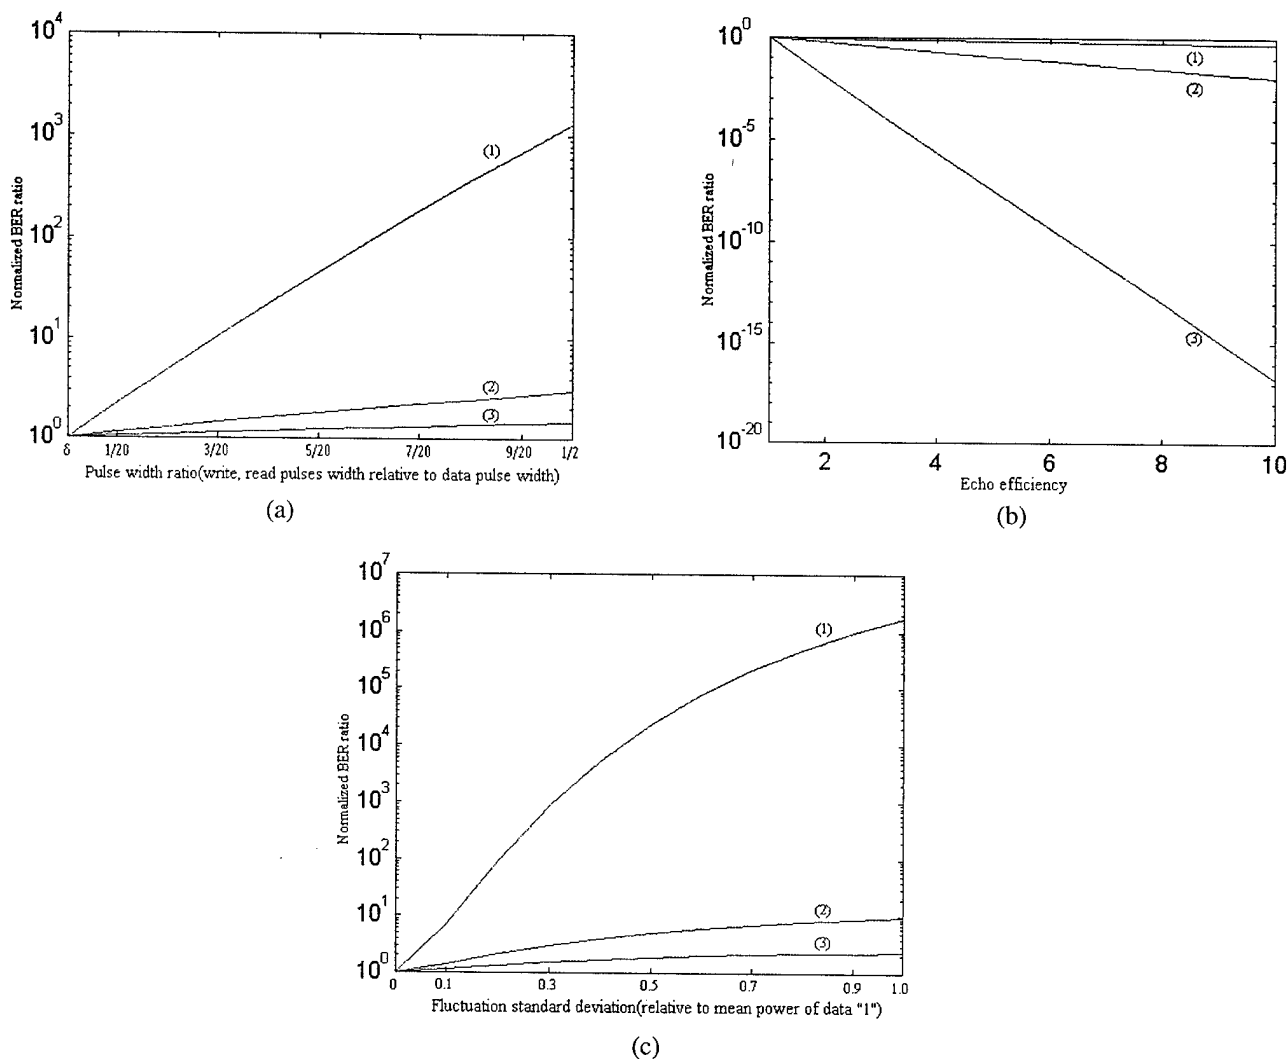 10^4
10^3
10^2
10^1
10^0
Normalized BER ratio
(1)
(2)
(3)
6 1/20 3/20 5/20 7/20 9/20 1/2
Pulse width ratio(write, read pulses width relative to data pulse width)
(a)
10^0
10^-5
10^-10
10^-15
10^-20
Normalized BER ratio
(1)
(2)
(3)
2 4 6 8 10
Echo efficiency
(b)
10^7
10^6
10^5
10^4
10^3
10^2
10^1
10^0
Normalized BER ratio
(1)
(2)
(3)
0 0.1 0.3 0.5 0.7 0.9 1.0
Fluctuation standard deviation(relative to mean power of data "1")
(c)